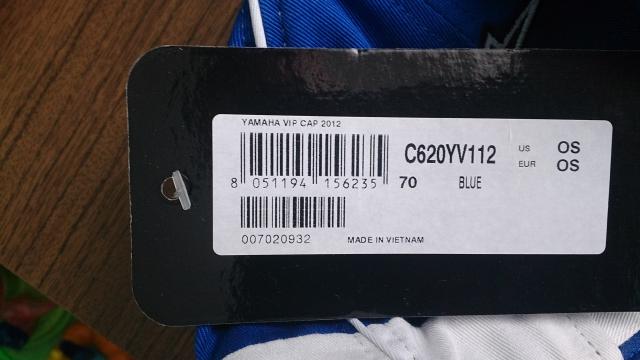 YAMAHA VIP CAP 2012
C620YV112 US OS
EUR OS
8 051194 156235 70 BLUE
007020932 MADE IN VIETNAM